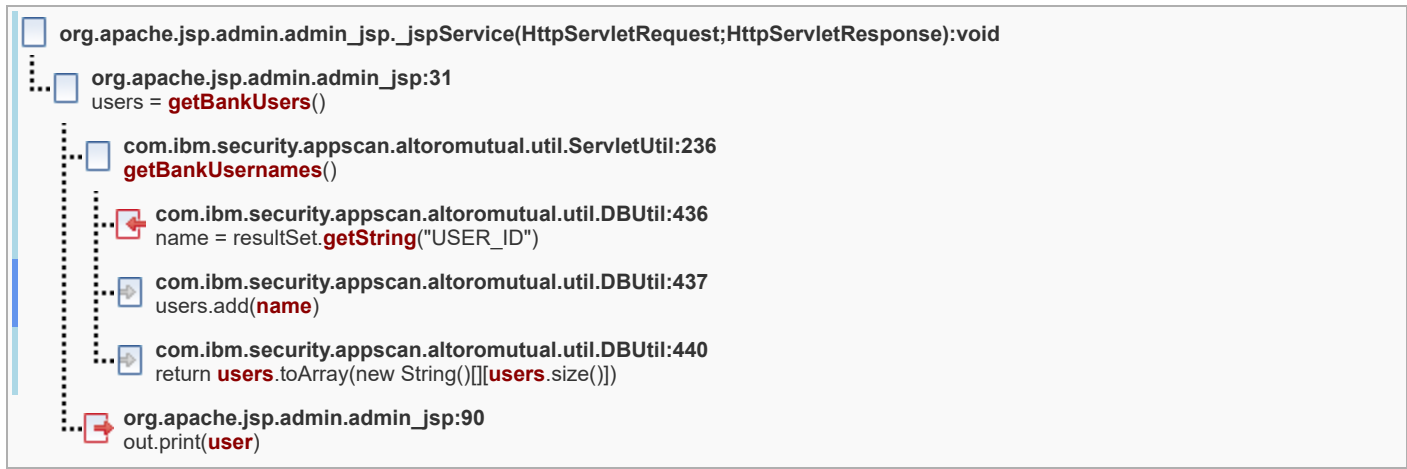 org.apache.jsp.admin.admin_jsp._jspService(HttpServletRequest;HttpServletResponse):void
org.apache.jsp.admin.admin_jsp:31
users = getBankUsers()
com.ibm.security.appscan.altoromutual.util.ServletUtil:236
getBankUsernames()
com.ibm.security.appscan.altoromutual.util.DBUtil:436
name = resultSet.getString("USER_ID")
com.ibm.security.appscan.altoromutual.util.DBUtil:437
users.add(name)
com.ibm.security.appscan.altoromutual.util.DBUtil:440
return users.toArray(new String()[][users.size()])
org.apache.jsp.admin.admin_jsp:90
out.print(user)